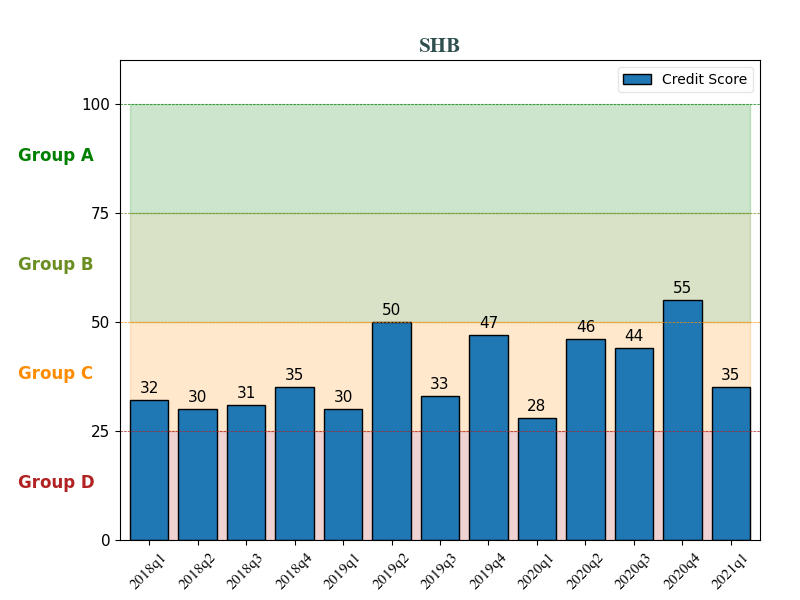 SHB
Credit Score
100
Group A
75
Group B
50
Group C
25
Group D
0
32
30
31
35
30
50
33
47
28
46
44
55
35
2018q1
2018q2
2018q3
2018q4
2019q1
2019q2
2019q3
2019q4
2020q1
2020q2
2020q3
2020q4
2021q1